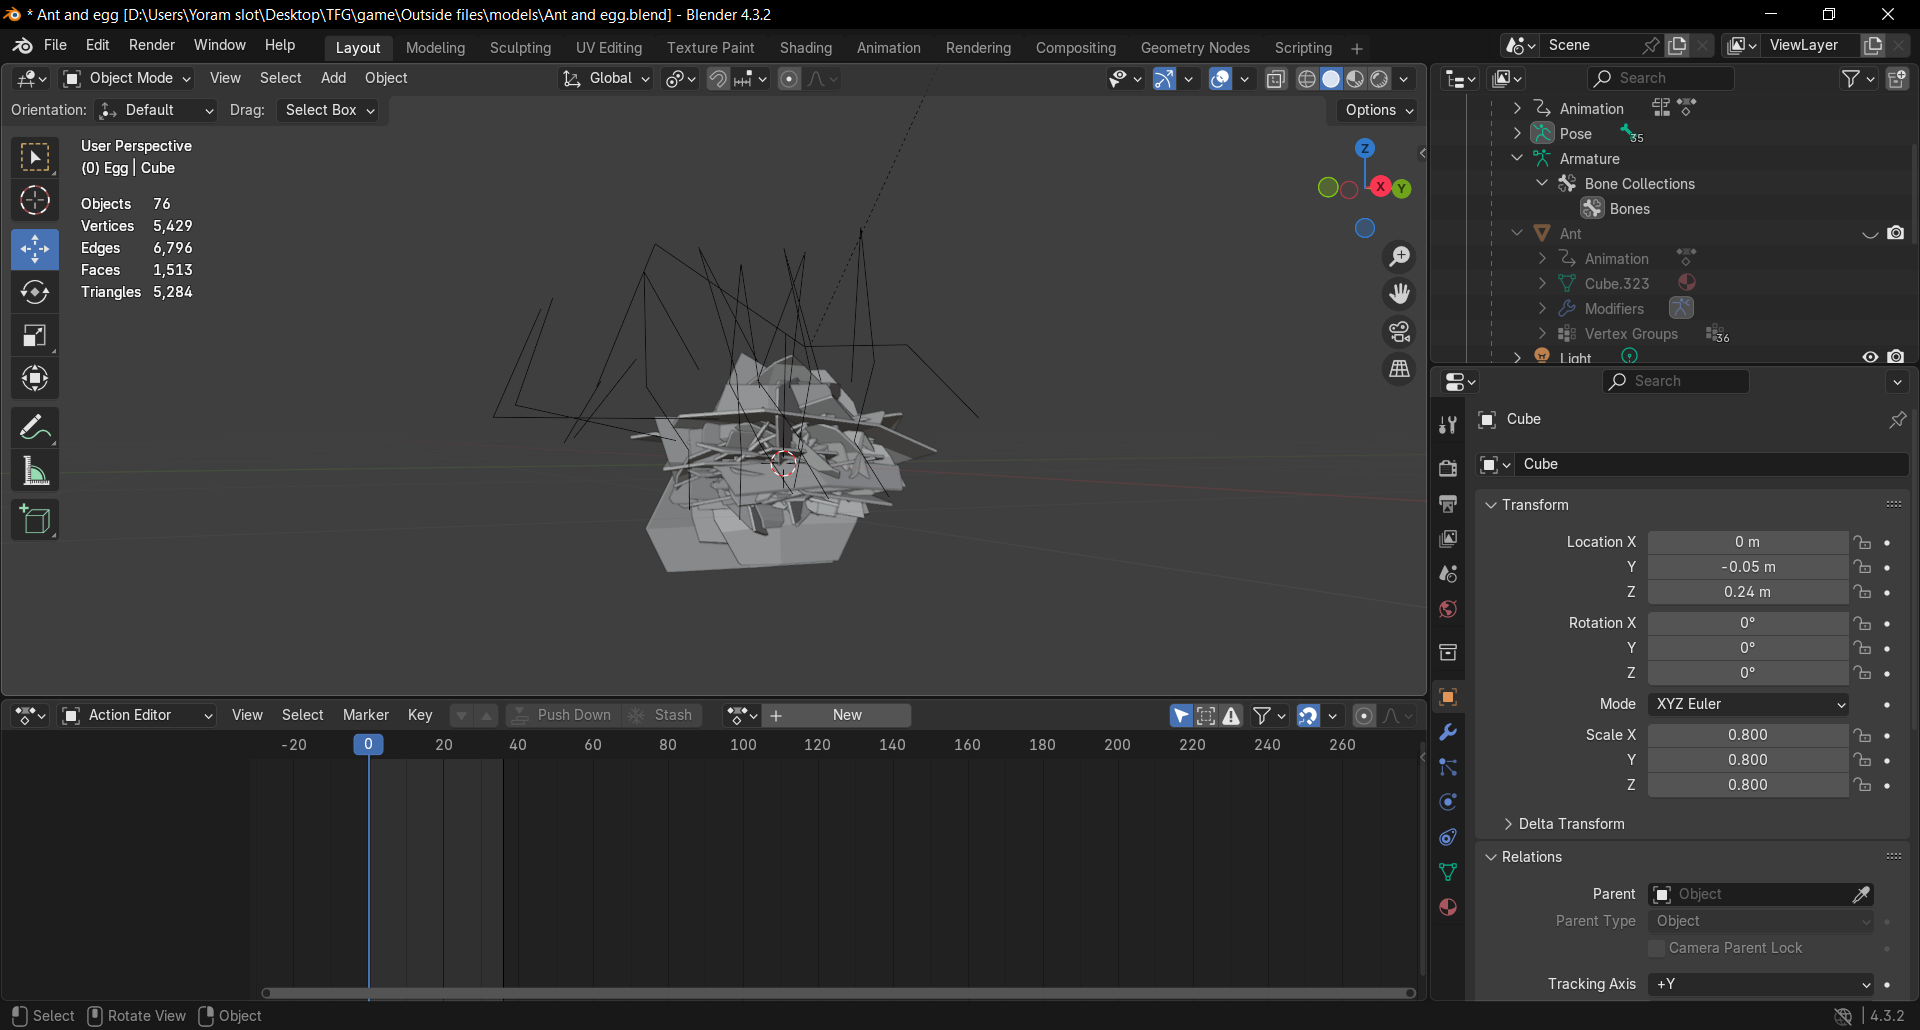 * Ant and egg [D:\Users\Yoram slot\Desktop\TFG\game\Outside files\models\Ant and egg.blend] - Blender 4.3.2
File Edit Render Window Help Layout Modeling Sculpting UV Editing Texture Paint Shading Animation Rendering Compositing Geometry Nodes Scripting + Scene ViewLayer
Object Mode View Select Add Object Global
Orientation: Default Drag: Select Box Options
User Perspective
(0) Egg | Cube
Objects 76
Vertices 5,429
Edges 6,796
Faces 1,513
Triangles 5,284
Z
X
Y
Search
Animation
Pose 35
Armature
Bone Collections
Bones
Ant
Animation
Cube.323
Modifiers
Vertex Groups 36
Light
Search
Cube
Cube
Transform
Location X 0 m
Y -0.05 m
Z 0.24 m
Rotation X 0°
Y 0°
Z 0°
Mode XYZ Euler
Scale X 0.800
Y 0.800
Z 0.800
Delta Transform
Relations
Parent Object
Parent Type Object
Camera Parent Lock
Tracking Axis +Y
Action Editor View Select Marker Key Push Down Stash + New
-20 0 20 40 60 80 100 120 140 160 180 200 220 240 260
Select Rotate View Object 4.3.2